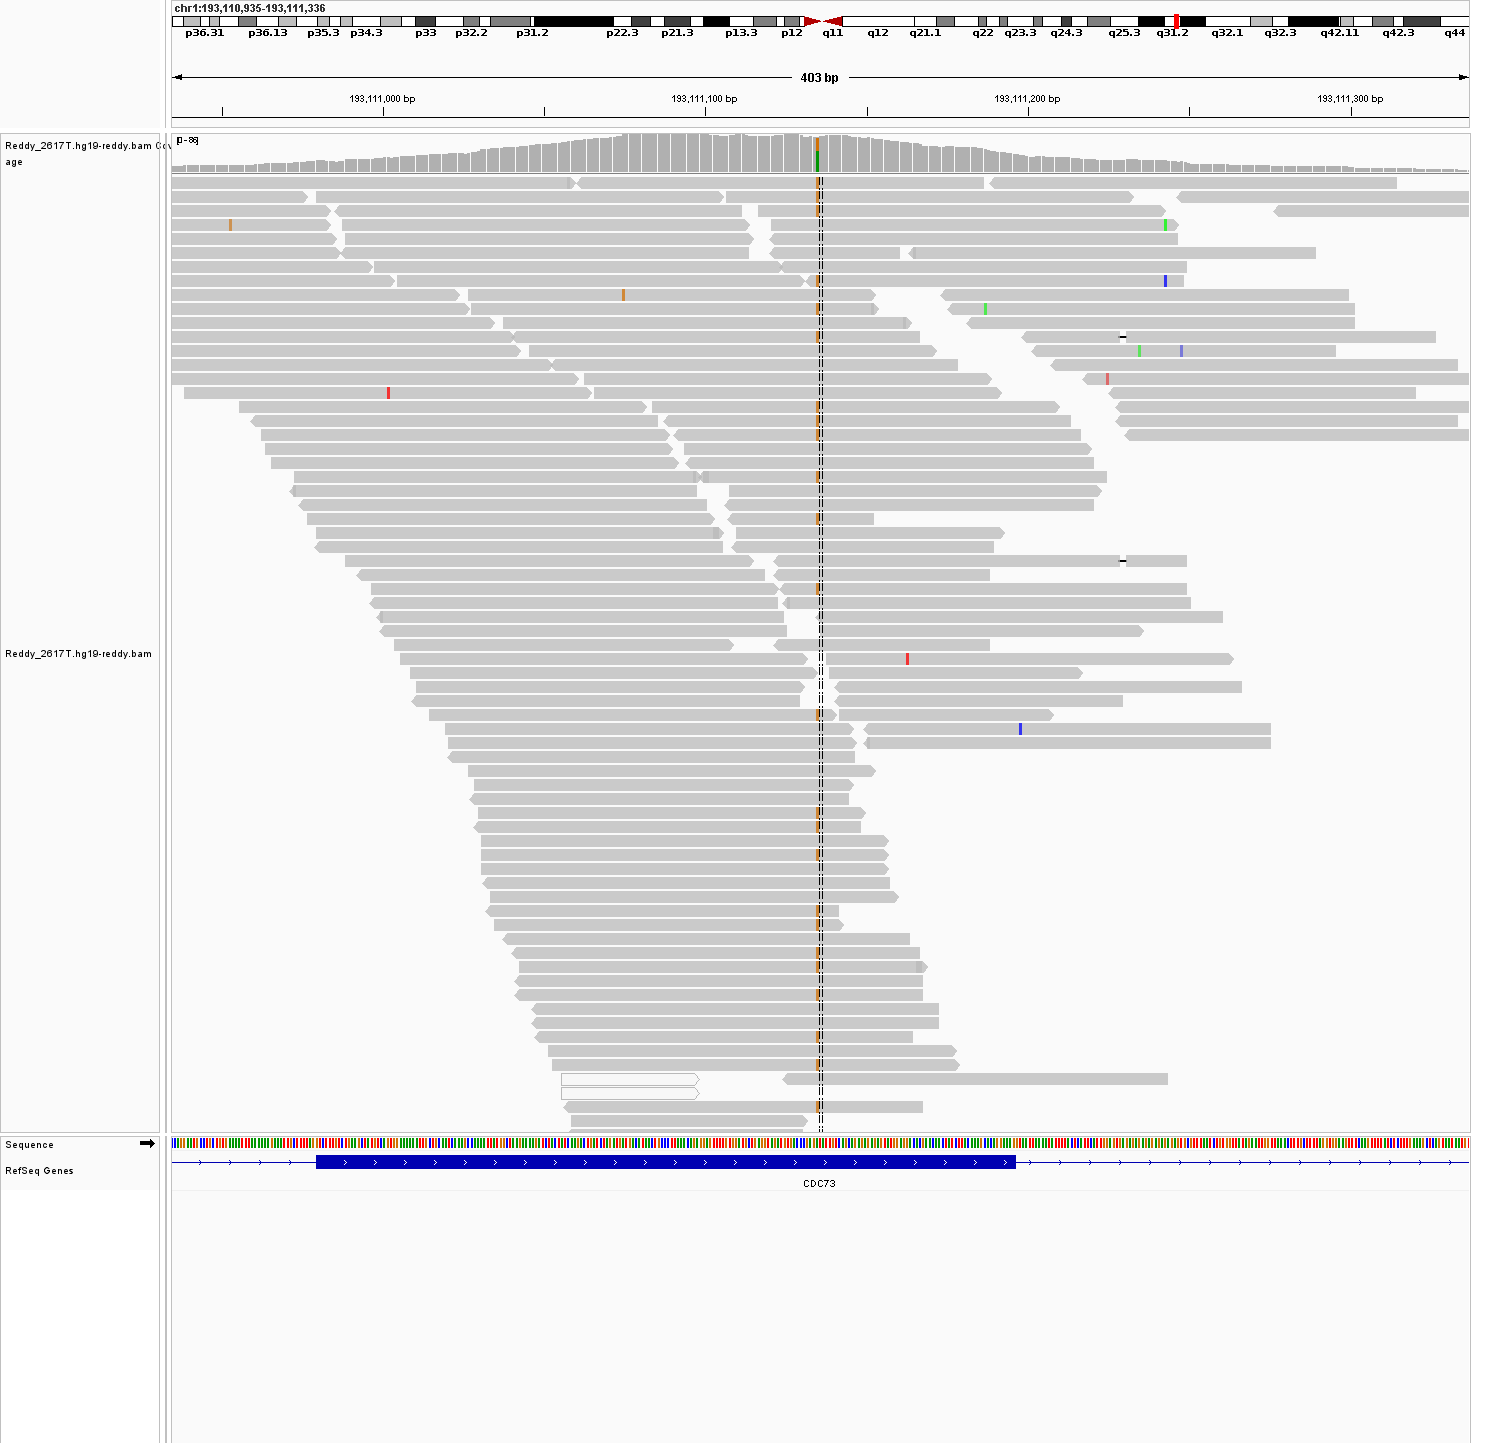 chr1:193,110,935-193,111,336
p36.31 p36.13 p35.3 p34.3 p33 p32.2 p31.2 p22.3 p21.3 p13.3 p12 q11 q12 q21.1 q22 q23.3 q24.3 q25.3 q31.2 q32.1 q32.3 q42.11 q42.3 q44
403 bp
193,111,000 bp 193,111,100 bp 193,111,200 bp 193,111,300 bp
[0 - 86]
Reddy_2617T.hg19-reddy.bam Cov
age
Reddy_2617T.hg19-reddy.bam
Sequence
RefSeq Genes
CDC73